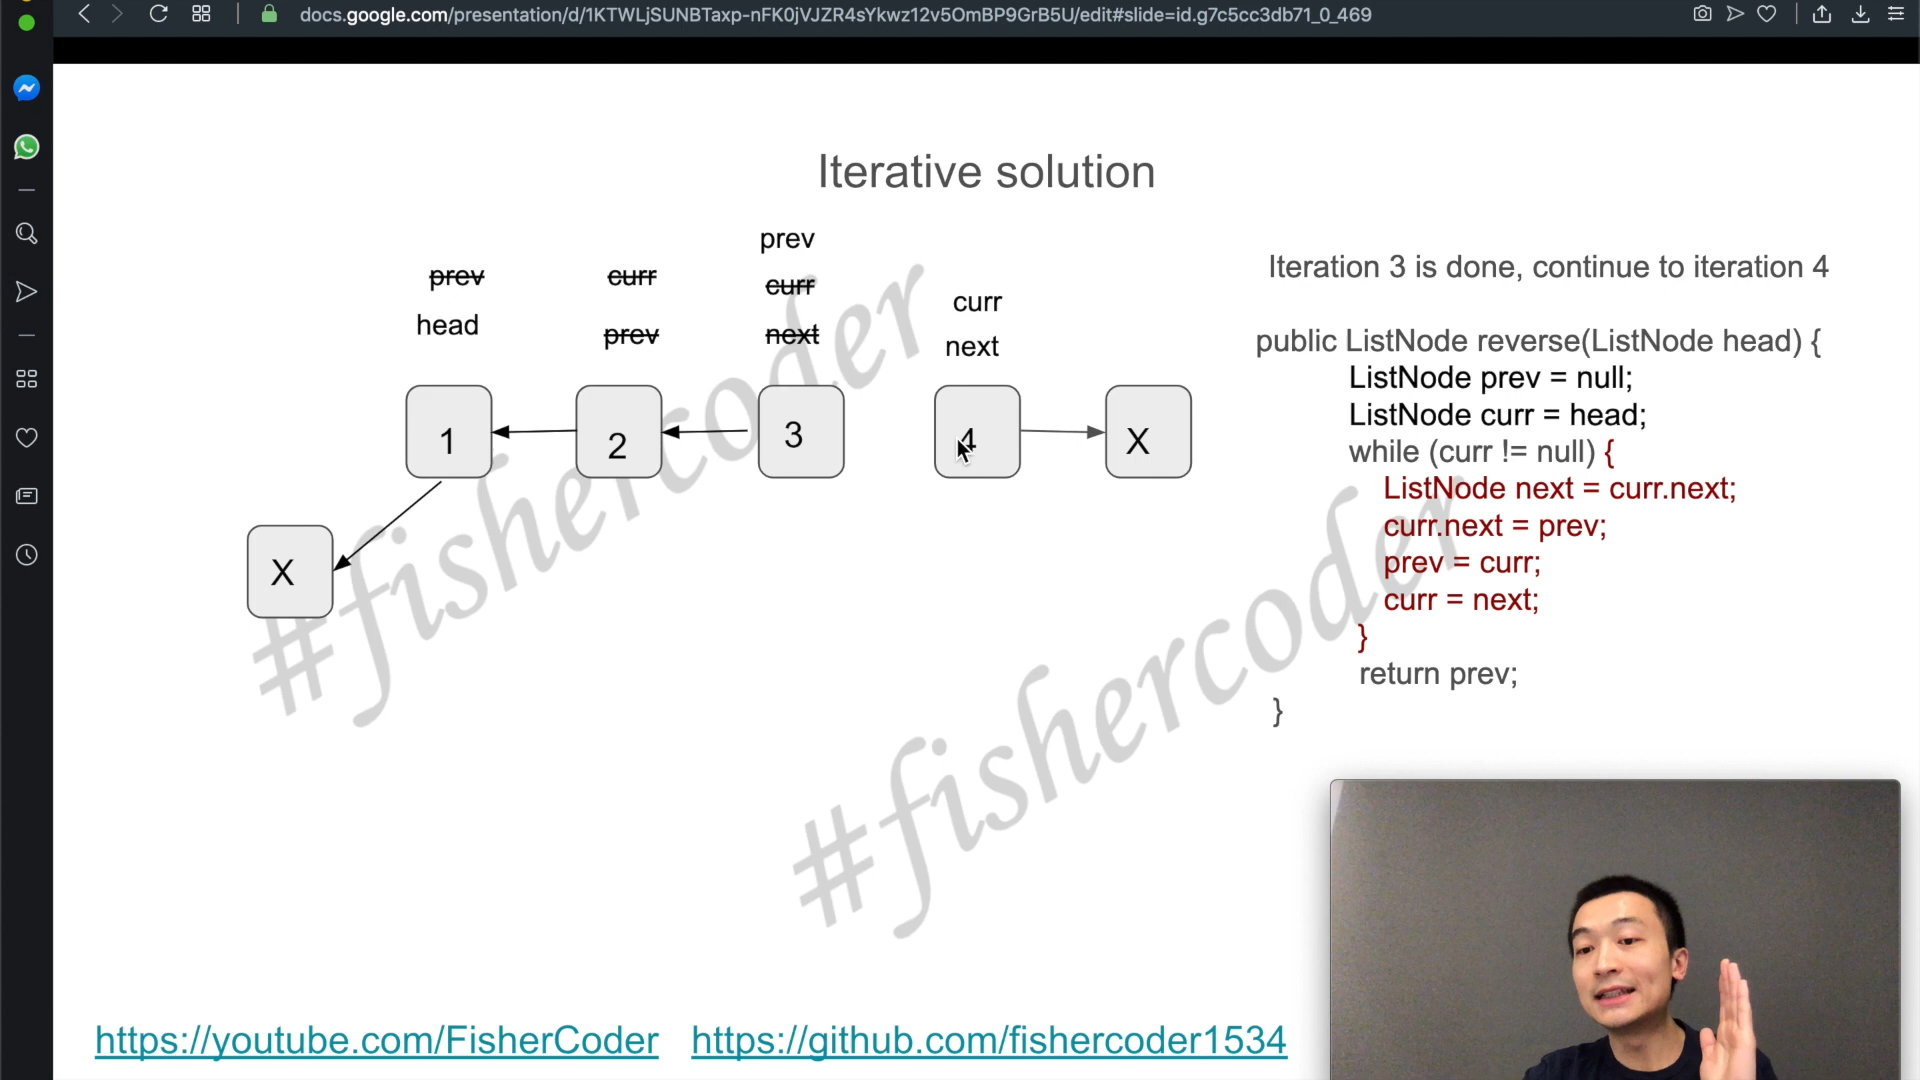 docs.google.com/presentation/d/1KTWLjSUNBTaxp-nFK0jVJZR4sYkwz12v5OmBP9GrB5U/edit#slide=id.g7c5cc3db71_0_469
Iterative solution
prev
prev
curr
curr
curr
head
prev
next
next
1
2
3
4
X
X
Iteration 3 is done, continue to iteration 4
public ListNode reverse(ListNode head) {
ListNode prev = null;
ListNode curr = head;
while (curr != null) {
ListNode next = curr.next;
curr.next = prev;
prev = curr;
curr = next;
}
return prev;
}
#fishercoder
#fishercoder
https://youtube.com/FisherCoder
https://github.com/fishercoder1534